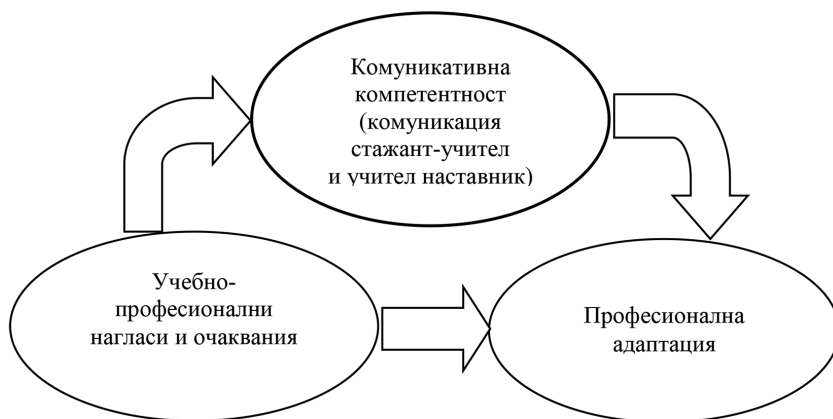 Комуникативна
компетентност
(комуникация
стажант-учител
и учител наставник)
Учебно-
професионални
нагласи и очаквания
Професионална
адаптация